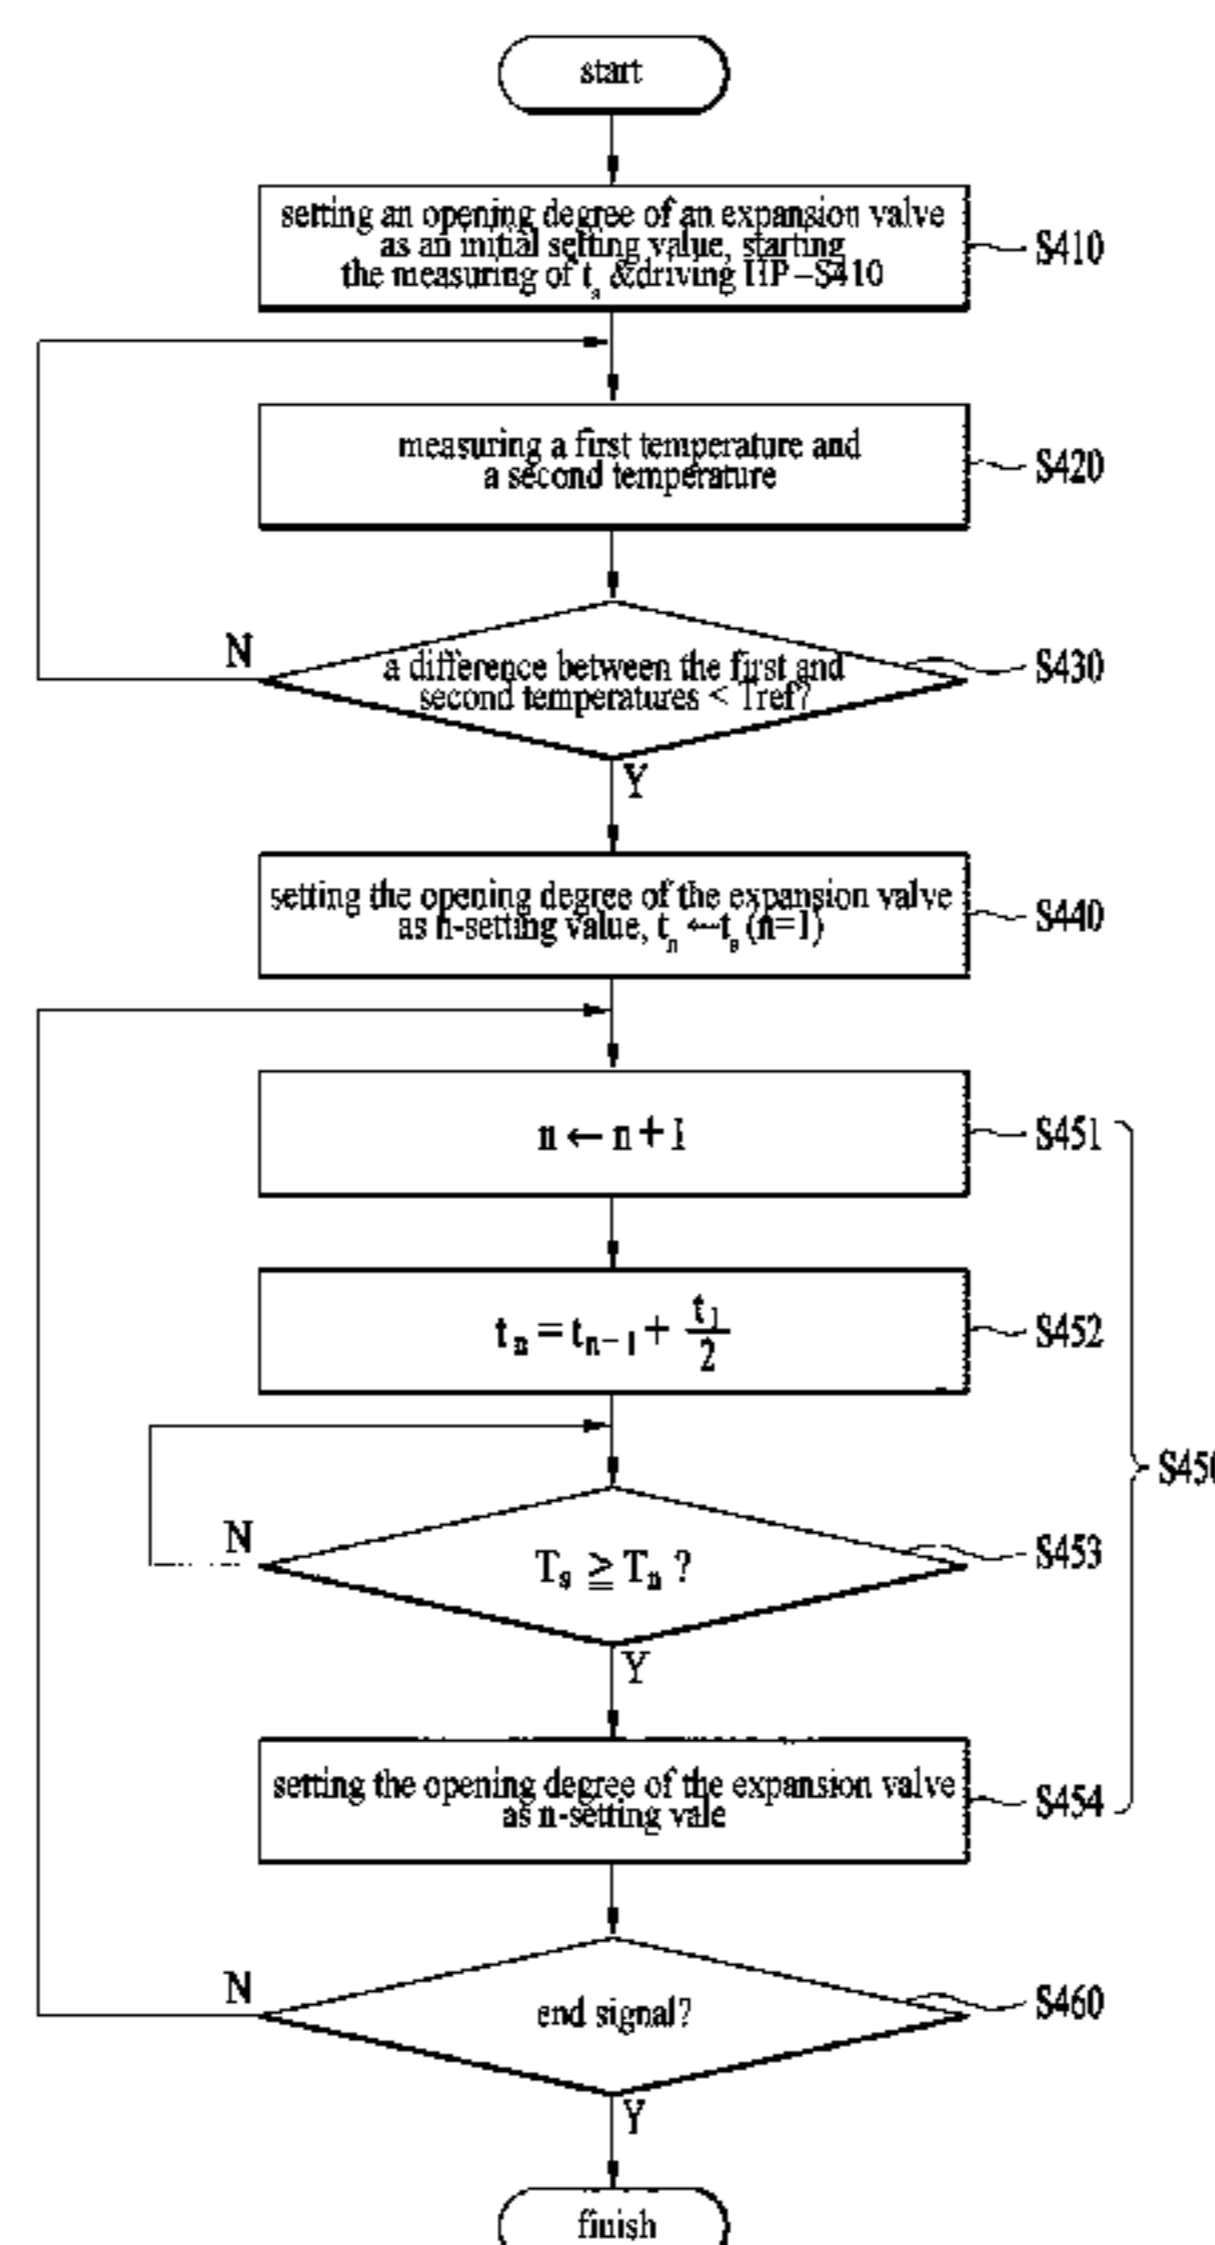 start
setting an opening degree of an expansion valve
as an initial setting value, starting
the measuring of tₛ &driving HP –S410
S410
measuring a first temperature and
a second temperature
S420
N
a difference between the first and
second temperatures < Tref?
S430
Y
setting the opening degree of the expansion valve
as n-setting value, tₙ ←tₛ (n=1)
S440
n ← n + 1
S451
tₙ = tₙ₋₁ + t₁/2
S452
S450
N
Tₛ ≧ Tₙ ?
S453
Y
setting the opening degree of the expansion valve
as n-setting vale
S454
N
end signal?
S460
Y
finish